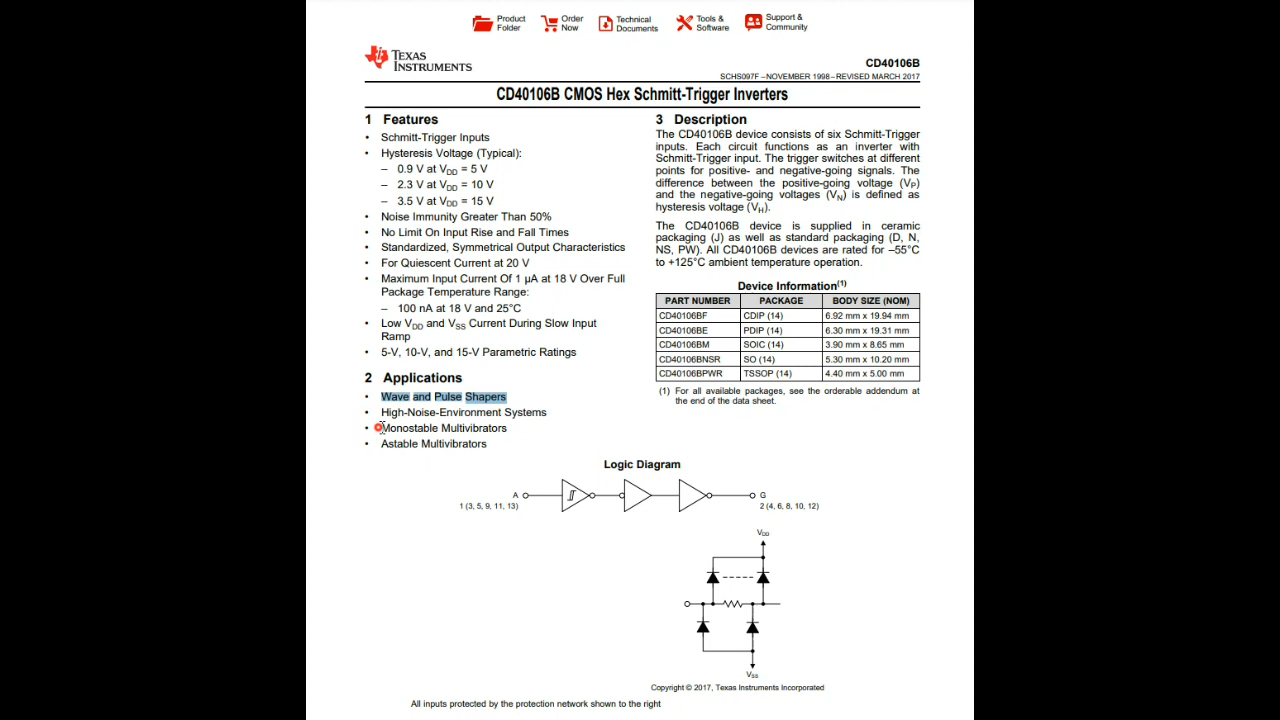 Product Folder
Order Now
Technical Documents
Tools & Software
Support & Community
TEXAS INSTRUMENTS
CD40106B
SCHS097F –NOVEMBER 1998–REVISED MARCH 2017
CD40106B CMOS Hex Schmitt-Trigger Inverters
1 Features
• Schmitt-Trigger Inputs
• Hysteresis Voltage (Typical):
– 0.9 V at VDD = 5 V
– 2.3 V at VDD = 10 V
– 3.5 V at VDD = 15 V
• Noise Immunity Greater Than 50%
• No Limit On Input Rise and Fall Times
• Standardized, Symmetrical Output Characteristics
• For Quiescent Current at 20 V
• Maximum Input Current Of 1 µA at 18 V Over Full
Package Temperature Range:
– 100 nA at 18 V and 25°C
• Low VDD and VSS Current During Slow Input
Ramp
• 5-V, 10-V, and 15-V Parametric Ratings
2 Applications
• Wave and Pulse Shapers
• High-Noise-Environment Systems
• Monostable Multivibrators
• Astable Multivibrators
3 Description
The CD40106B device consists of six Schmitt-Trigger
inputs. Each circuit functions as an inverter with
Schmitt-Trigger input. The trigger switches at different
points for positive- and negative-going signals. The
difference between the positive-going voltage (VP)
and the negative-going voltages (VN) is defined as
hysteresis voltage (VH).
The CD40106B device is supplied in ceramic
packaging (J) as well as standard packaging (D, N,
NS, PW). All CD40106B devices are rated for –55°C
to +125°C ambient temperature operation.
Device Information(1)
PART NUMBER PACKAGE BODY SIZE (NOM)
CD40106BF CDIP (14) 6.92 mm × 19.94 mm
CD40106BE PDIP (14) 6.30 mm × 19.31 mm
CD40106BM SOIC (14) 3.90 mm × 8.65 mm
CD40106BNSR SO (14) 5.30 mm × 10.20 mm
CD40106BPWR TSSOP (14) 4.40 mm × 5.00 mm
(1) For all available packages, see the orderable addendum at
the end of the data sheet.
Logic Diagram
A
1 (3, 5, 9, 11, 13)
G
2 (4, 6, 8, 10, 12)
VDD
VSS
Copyright © 2017, Texas Instruments Incorporated
All inputs protected by the protection network shown to the right